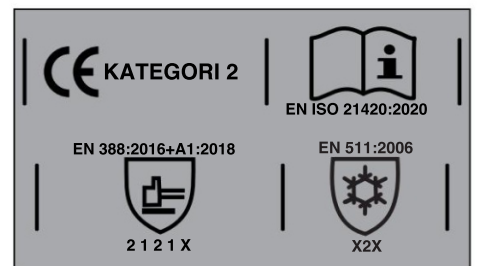 CE KATEGORI 2
i
EN ISO 21420:2020
EN 388:2016+A1:2018
2 1 2 1 X
EN 511:2006
X2X